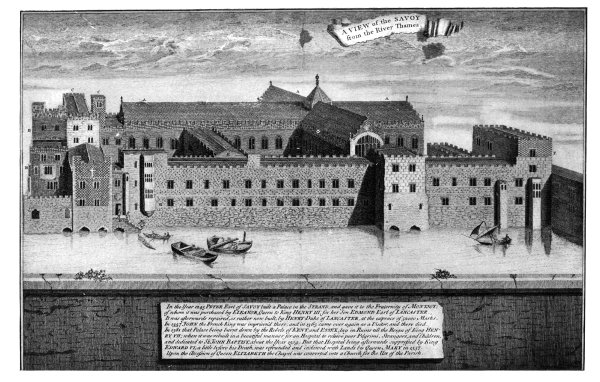 A VIEW of the SAVOY
from the River Thames
In the Year 1245 PETER Earl of SAVOY built a Palace in the STRAND, and gave it to the Fraternity of MONTJOY,
of whom it was purchased by ELEANOR, Queen to King HENRY III, for her Son EDMUND Earl of LANCASTER.
It was afterwards repaired, or rather new built, by HENRY Duke of LANCASTER, at the expence of 50000 Marks.
In 1357, JOHN the French King was imprisoned there; and in 1363 came over again as a Visitor, and there died.
In 1381 that Palace being burnt down by the Rebels of KENT, and ESSEX, lay in Ruins till the Reign of King HEN-
RY VII, when it was rebuilt in a beautiful manner for an Hospital to relieve poor Pilgrims, Strangers, and Children,
and dedicated to St. JOHN BAPTIST, about the Year 1509. But that Hospital being afterwards suppressed by King
EDWARD VI, a little before his Death, was refounded and endowed with Lands by Queen MARY in 1557.
Upon the Accession of Queen ELIZABETH the Chapel was converted into a Church for the Use of the Parish.